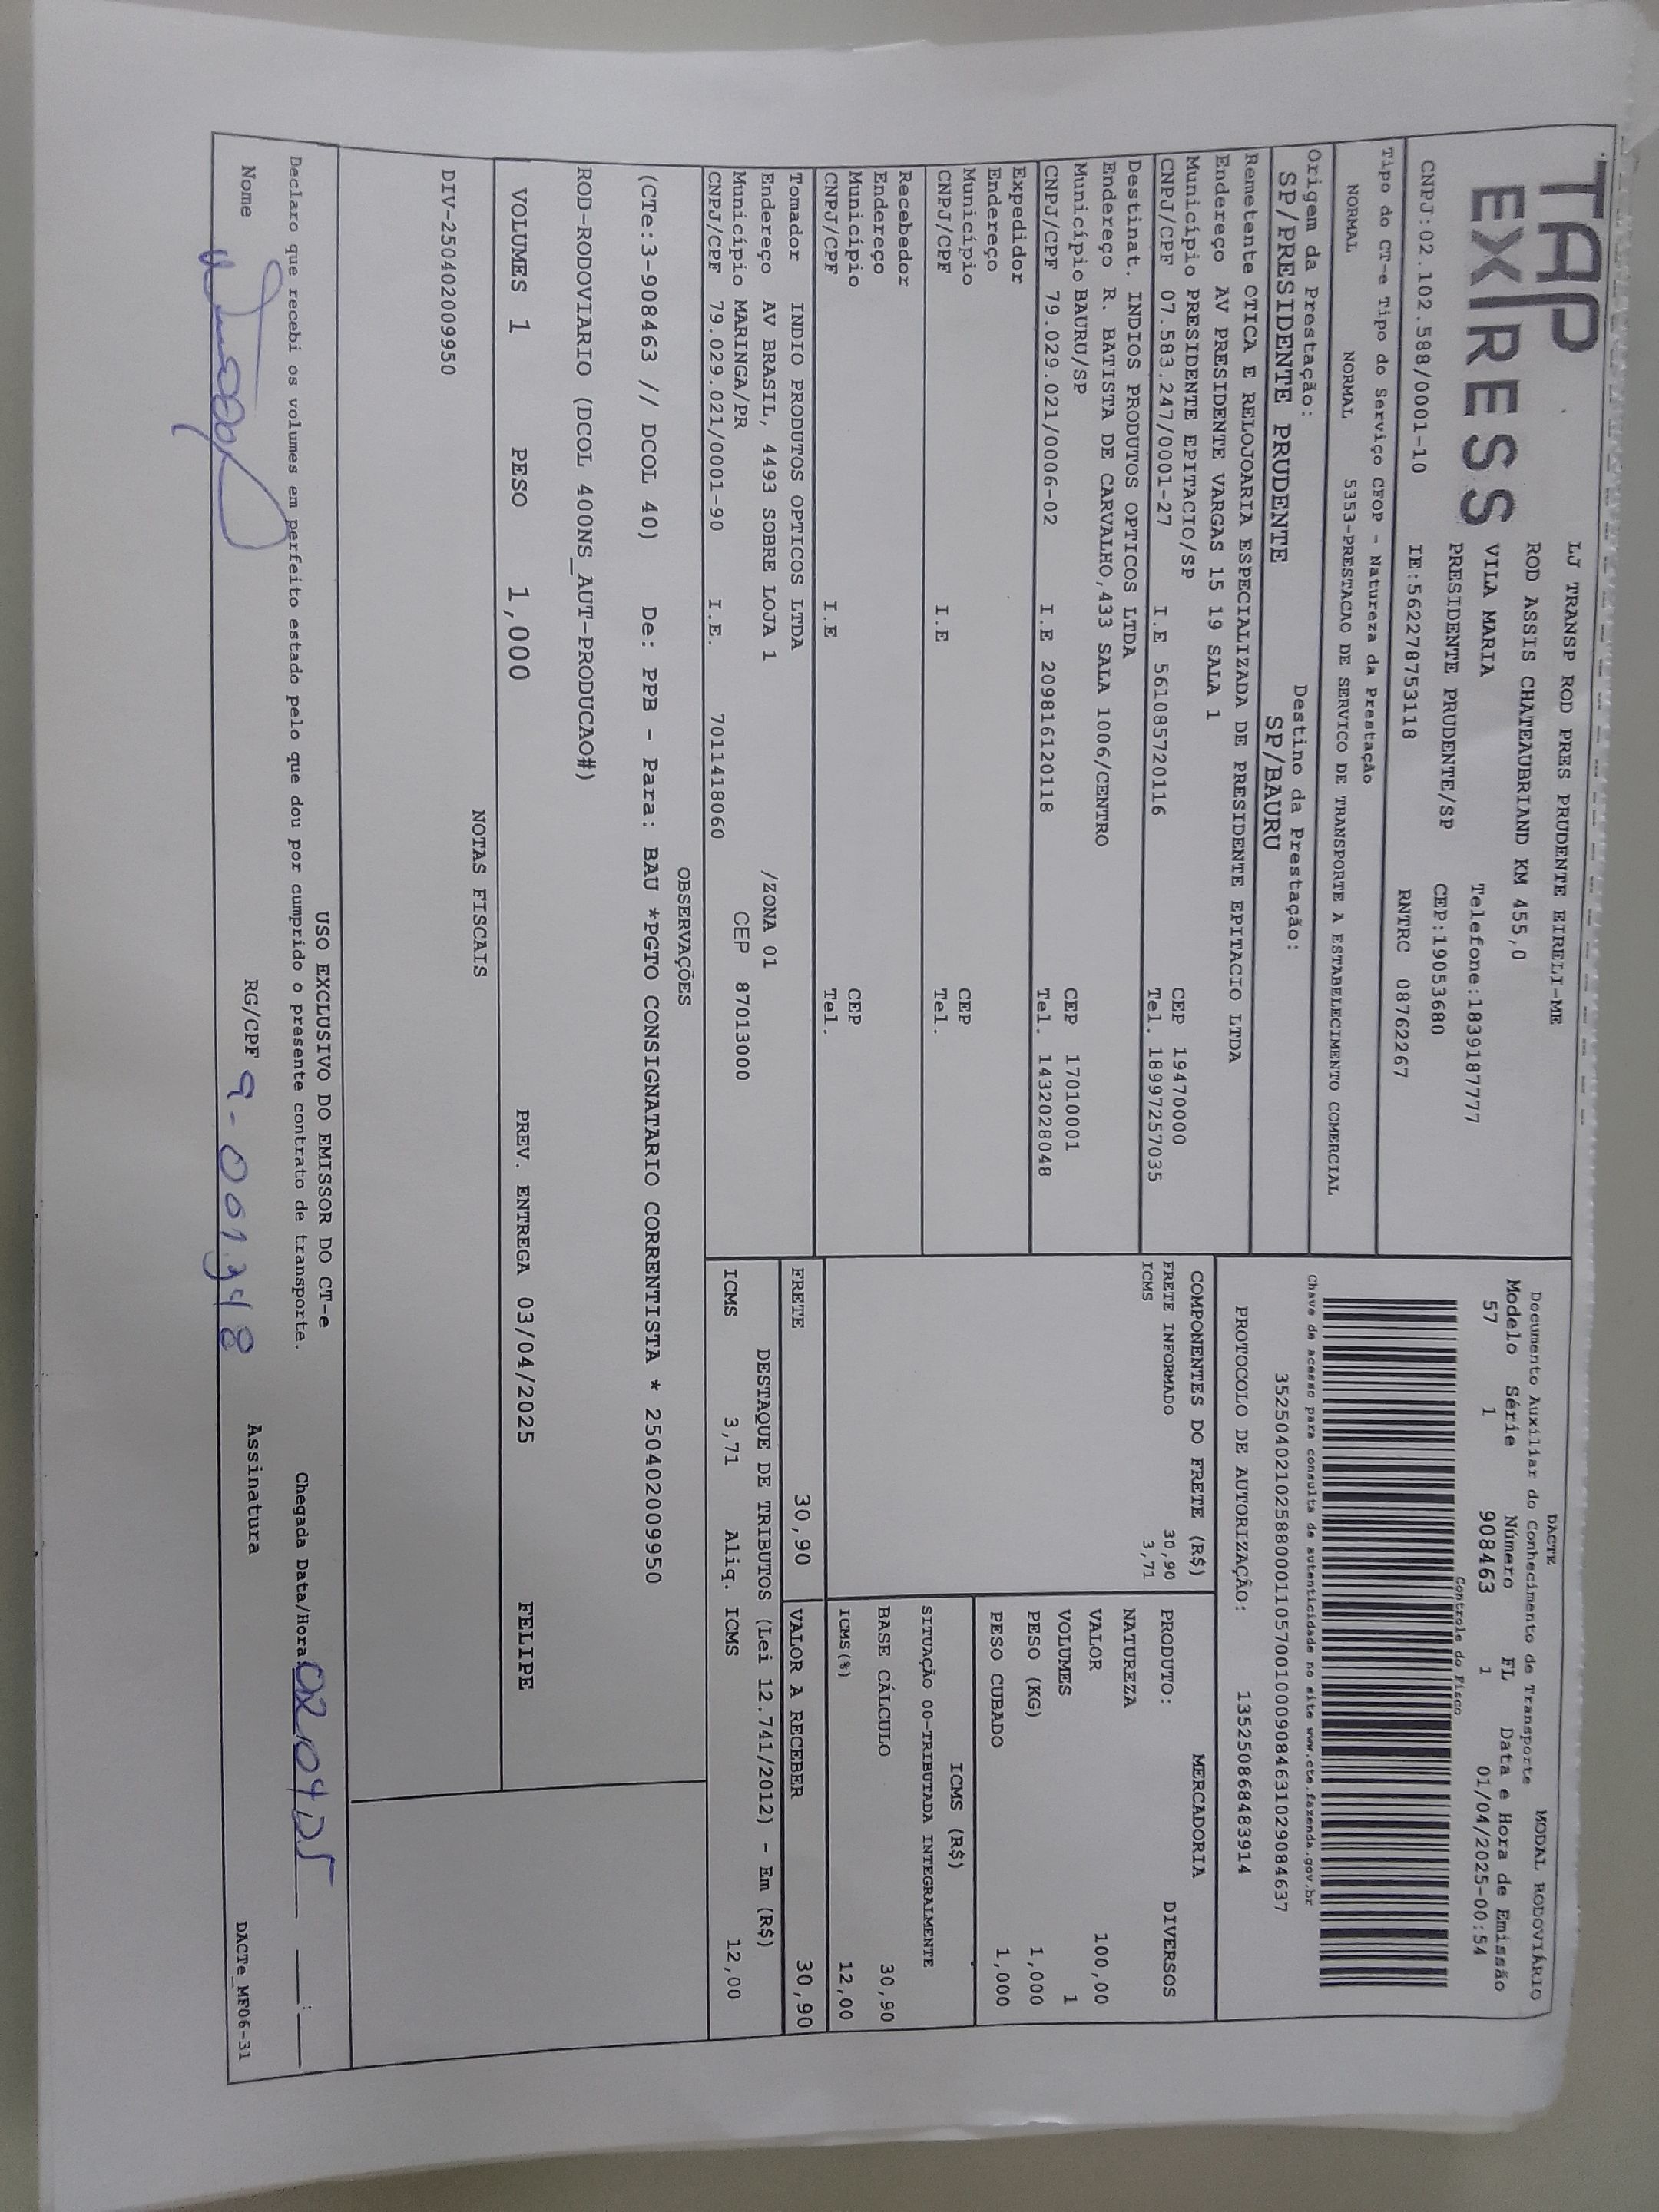 TAP
EXPRESS
LJ TRANSP ROD PRES PRUDENTE EIRELI-ME
ROD ASSIS CHATEAUBRIAND KM 455,0
VILA MARIA
Telefone:1839187777
PRESIDENTE PRUDENTE/SP
CEP:19053680
CNPJ:02.102.588/0001-10
IE:562278753118
RNTRC 08762267
Tipo do CT-e Tipo do Serviço CFOP - Natureza da Prestação
NORMAL NORMAL 5353-PRESTACAO DE SERVICO DE TRANSPORTE A ESTABELECIMENTO COMERCIAL
Origem da Prestação: Destino da Prestação:
SP/PRESIDENTE PRUDENTE SP/BAURU
DACTE
MODAL RODOVIÁRIO
Documento Auxiliar do Conhecimento de Transporte
Modelo Série Número FL Data e Hora de Emissão
57 1 908463 1 01/04/2025-00:54
Controle do Fisco
Chave de acesso para consulta de autenticidade no site www.cte.fazenda.gov.br
35250402102588000110570010009084631029084637
PROTOCOLO DE AUTORIZAÇÃO: 135250868483914
Remetente OTICA E RELOJOARIA ESPECIALIZADA DE PRESIDENTE EPITACIO LTDA
Endereço AV PRESIDENTE VARGAS 15 19 SALA 1
Município PRESIDENTE EPITACIO/SP CEP 19470000
CNPJ/CPF 07.583.247/0001-27 I.E 561085720116 Tel. 18997257035
Destinat. INDIOS PRODUTOS OPTICOS LTDA
Endereço R. BATISTA DE CARVALHO,433 SALA 1006/CENTRO
Município BAURU/SP CEP 17010001
CNPJ/CPF 79.029.021/0006-02 I.E 209816120118 Tel. 1432028048
Expedidor
Endereço
Município CEP
CNPJ/CPF I.E Tel.
Recebedor
Endereço
Município CEP
CNPJ/CPF I.E Tel.
Tomador INDIO PRODUTOS OPTICOS LTDA
Endereço AV BRASIL, 4493 SOBRE LOJA 1 /ZONA 01
Município MARINGA/PR CEP 87013000
CNPJ/CPF 79.029.021/0001-90 I.E. 7011418060
COMPONENTES DO FRETE (R$)
FRETE INFORMADO 30,90
ICMS 3,71
MERCADORIA
PRODUTO: DIVERSOS
NATUREZA
VALOR 100,00
VOLUMES 1
PESO (KG) 1,000
PESO CUBADO 1,000
ICMS (R$)
SITUAÇÃO 00-TRIBUTADA INTEGRALMENTE
BASE CÁLCULO 30,90
ICMS(%) 12,00
FRETE 30,90 VALOR A RECEBER 30,90
DESTAQUE DE TRIBUTOS (Lei 12.741/2012) - Em (R$)
ICMS 3,71 Aliq. ICMS 12,00
OBSERVAÇÕES
(CTe:3-908463 // DCOL 40) De: PPB - Para: BAU *PGTO CONSIGNATARIO CORRENTISTA * 250402009950
ROD-RODOVIARIO (DCOL 400NS_AUT-PRODUCAO#)
VOLUMES 1 PESO 1,000 PREV. ENTREGA 03/04/2025 FELIPE
NOTAS FISCAIS
DIV-250402009950
USO EXCLUSIVO DO EMISSOR DO CT-e
Declaro que recebi os volumes em perfeito estado pelo que dou por cumprido o presente contrato de transporte. Chegada Data/Hora: 02/04/25 __:__
Nome RG/CPF Assinatura DACTe_MF06-31